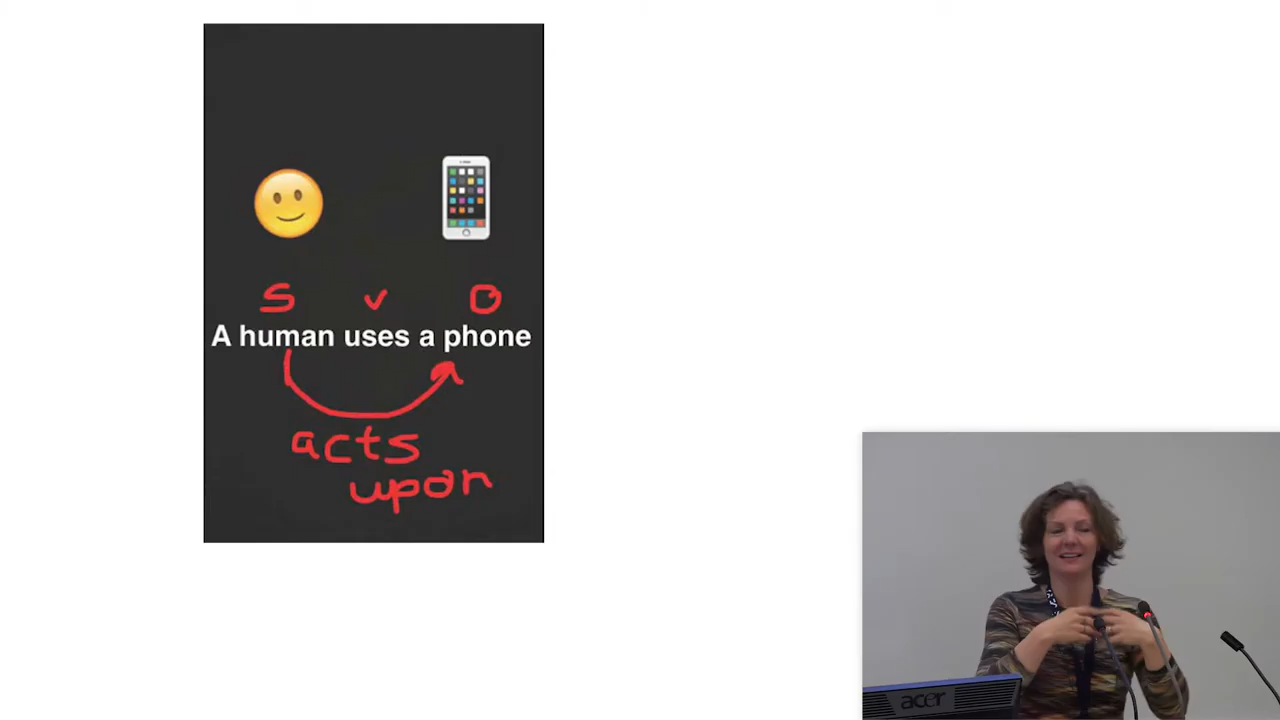 S v O
A human uses a phone
acts
upon
acer